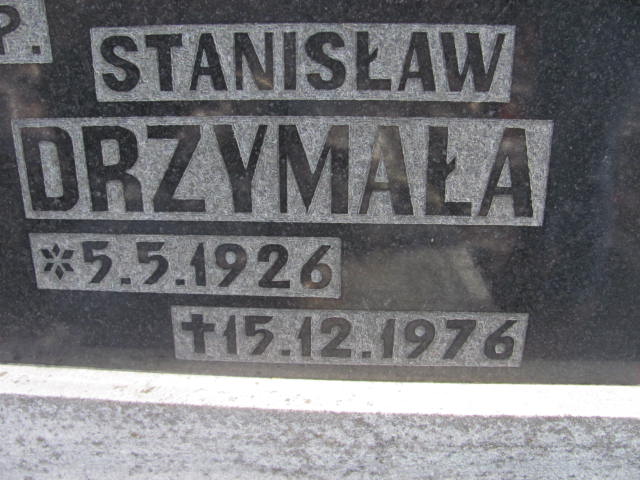 P.
STANISŁAW
DRZYMAŁA
*5.5.1926
✝15.12.1976